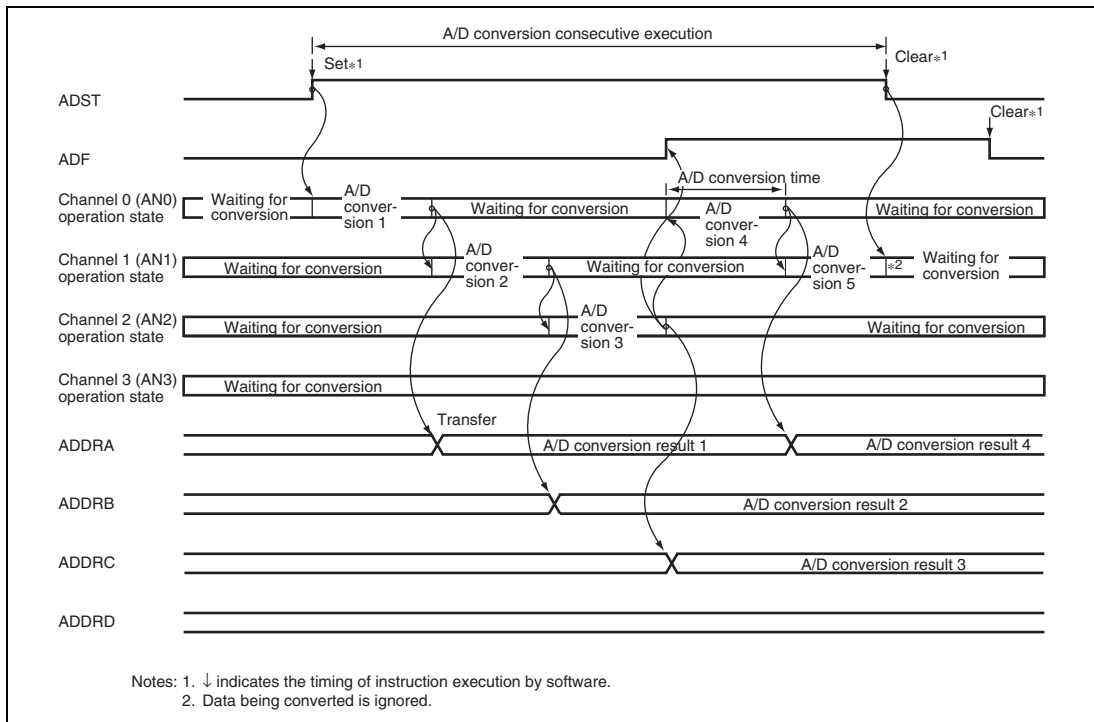 A/D conversion consecutive execution
Set*1
Clear*1
ADST
Clear*1
ADF
A/D conversion time
Channel 0 (AN0)
operation state
Waiting for
conversion
A/D
conver-
sion 1
Waiting for conversion
A/D
conver-
sion 4
Waiting for conversion
Channel 1 (AN1)
operation state
Waiting for conversion
A/D
conver-
sion 2
Waiting for conversion
A/D
conver-
sion 5
*2
Waiting for
conversion
Channel 2 (AN2)
operation state
Waiting for conversion
A/D
conver-
sion 3
Waiting for conversion
Channel 3 (AN3)
operation state
Waiting for conversion
Transfer
ADDRA
A/D conversion result 1
A/D conversion result 4
ADDRB
A/D conversion result 2
ADDRC
A/D conversion result 3
ADDRD
Notes: 1. ↓ indicates the timing of instruction execution by software.
2. Data being converted is ignored.